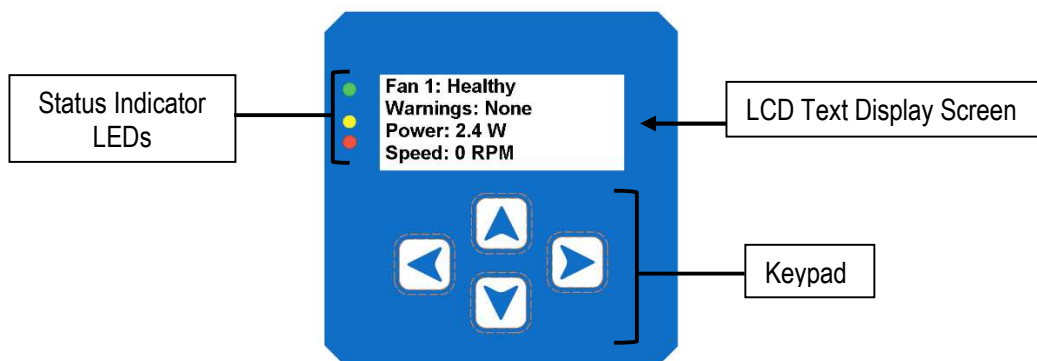 Status Indicator
LEDs
Fan 1: Healthy
Warnings: None
Power: 2.4 W
Speed: 0 RPM
LCD Text Display Screen
Keypad